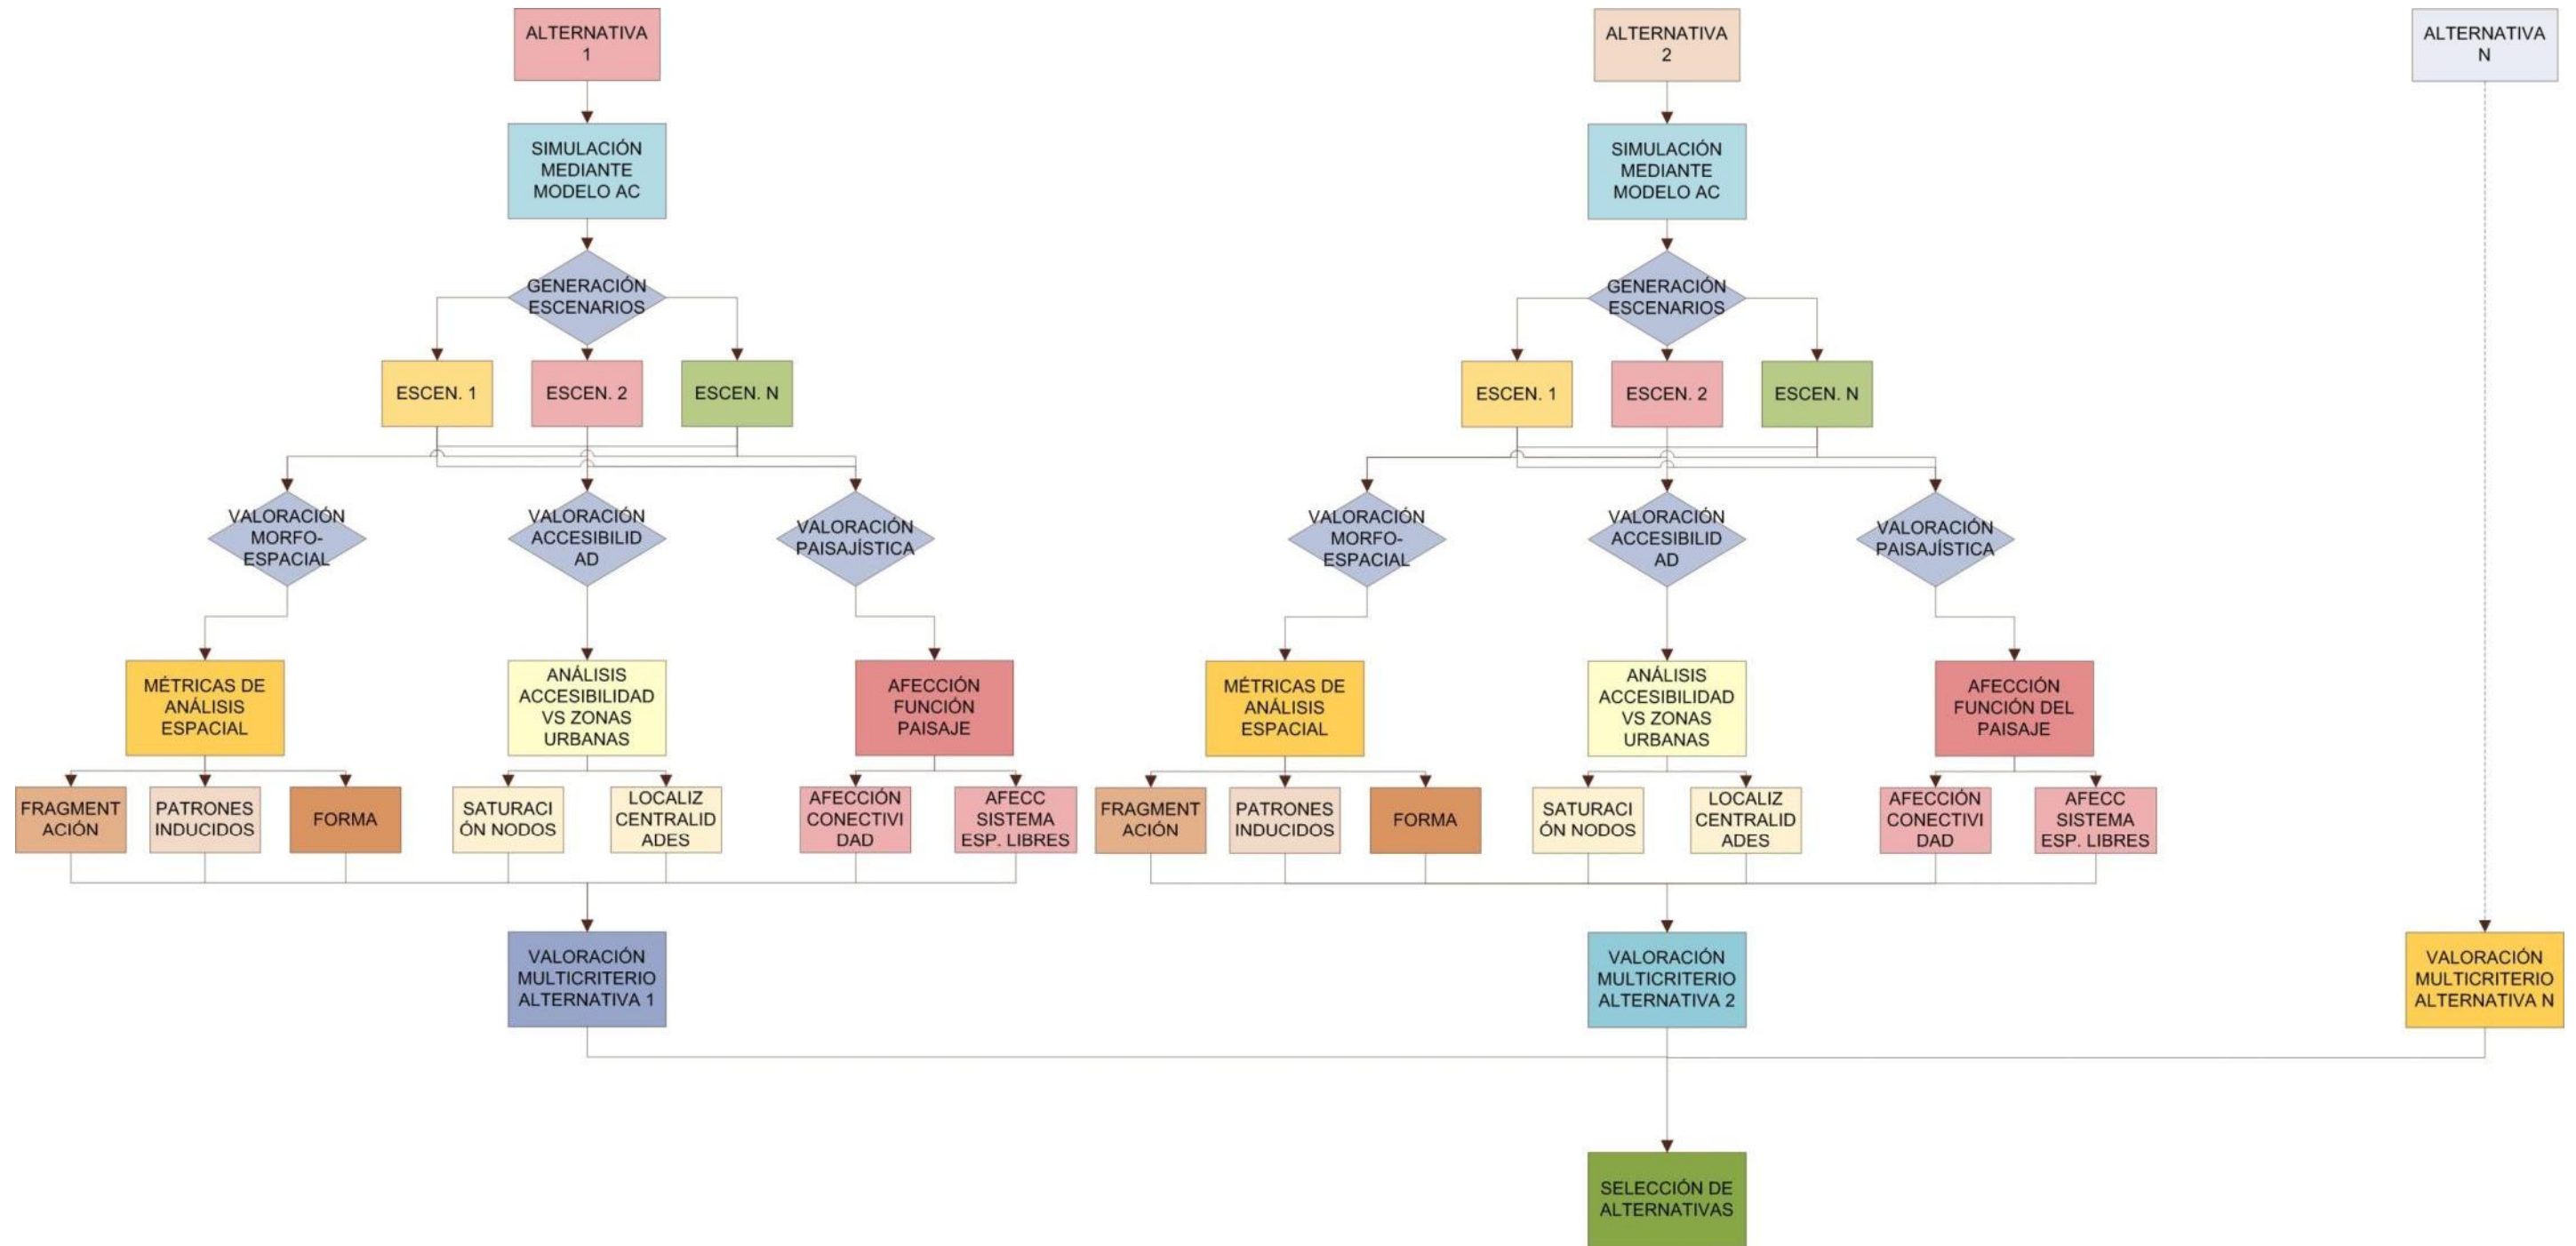 ALTERNATIVA
1
ALTERNATIVA
2
ALTERNATIVA
N
SIMULACIÓN
MEDIANTE
MODELO AC
SIMULACIÓN
MEDIANTE
MODELO AC
GENERACIÓN
ESCENARIOS
GENERACIÓN
ESCENARIOS
ESCEN. 1
ESCEN. 2
ESCEN. N
ESCEN. 1
ESCEN. 2
ESCEN. N
VALORACIÓN
MORFO-
ESPACIAL
VALORACIÓN
ACCESIBILID
AD
VALORACIÓN
PAISAJÍSTICA
VALORACIÓN
MORFO-
ESPACIAL
VALORACIÓN
ACCESIBILID
AD
VALORACIÓN
PAISAJÍSTICA
MÉTRICAS DE
ANÁLISIS
ESPACIAL
ANÁLISIS
ACCESIBILIDAD
VS ZONAS
URBANAS
AFECCIÓN
FUNCIÓN
PAISAJE
MÉTRICAS DE
ANÁLISIS
ESPACIAL
ANÁLISIS
ACCESIBILIDAD
VS ZONAS
URBANAS
AFECCIÓN
FUNCIÓN DEL
PAISAJE
FRAGMENT
ACIÓN
PATRONES
INDUCIDOS
FORMA
SATURACI
ÓN NODOS
LOCALIZ
CENTRALID
ADES
AFECCIÓN
CONECTIVI
DAD
AFECC
SISTEMA
ESP. LIBRES
FRAGMENT
ACIÓN
PATRONES
INDUCIDOS
FORMA
SATURACI
ÓN NODOS
LOCALIZ
CENTRALID
ADES
AFECCIÓN
CONECTIVI
DAD
AFECC
SISTEMA
ESP. LIBRES
VALORACIÓN
MULTICRITERIO
ALTERNATIVA 1
VALORACIÓN
MULTICRITERIO
ALTERNATIVA 2
VALORACIÓN
MULTICRITERIO
ALTERNATIVA N
SELECCIÓN DE
ALTERNATIVAS